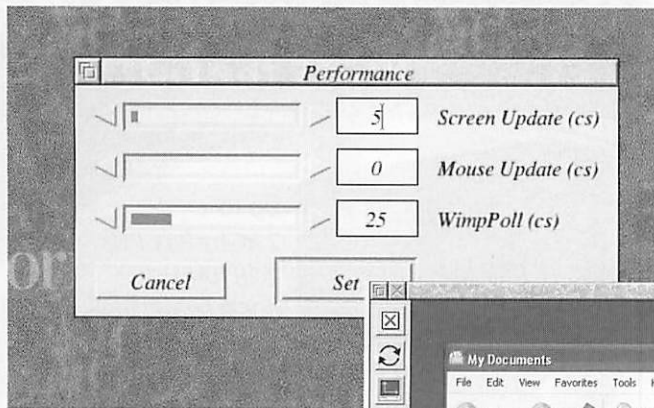 Performance
5 Screen Update (cs)
0 Mouse Update (cs)
25 WimpPoll (cs)
or
Cancel Set
My Documents
File Edit View Favorites Tools